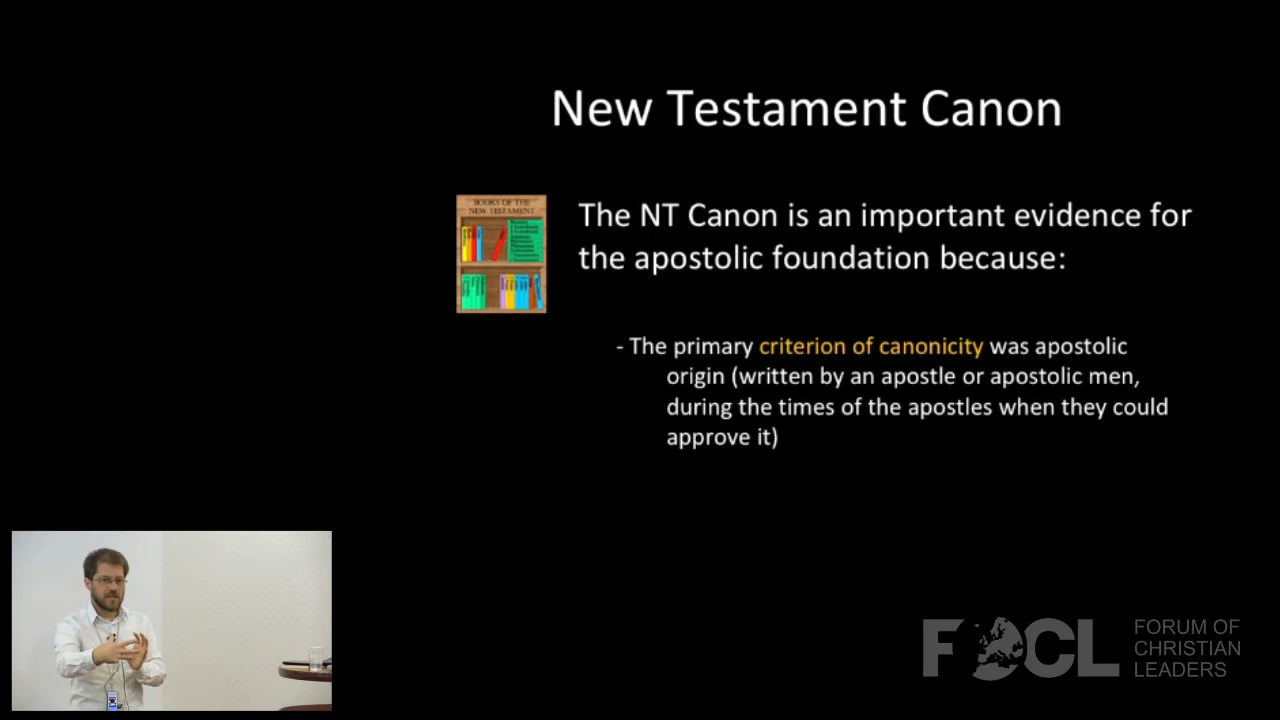 New Testament Canon
BOOKS OF THE
NEW TESTAMENT
The NT Canon is an important evidence for
the apostolic foundation because:
- The primary criterion of canonicity was apostolic
origin (written by an apostle or apostolic men,
during the times of the apostles when they could
approve it)
FOCL
FORUM OF
CHRISTIAN
LEADERS